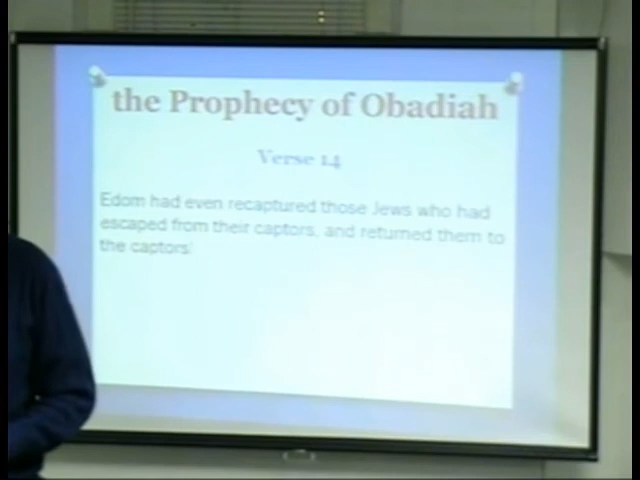 the Prophecy of Obadiah
Verse 14
Edom had even recaptured those Jews who had
escaped from their captors, and returned them to
the captors!